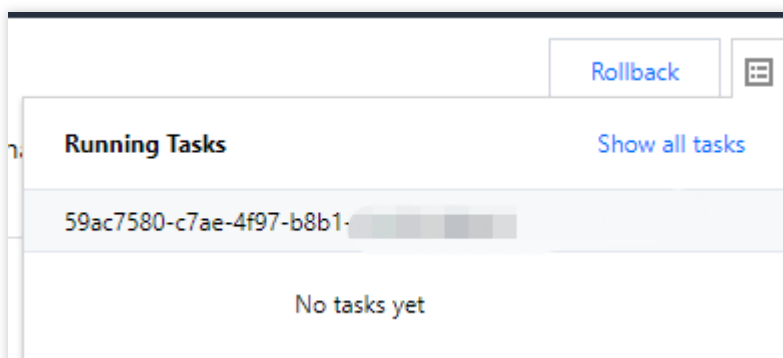 Rollback
Running Tasks
Show all tasks
59ac7580-c7ae-4f97-b8b1-
No tasks yet